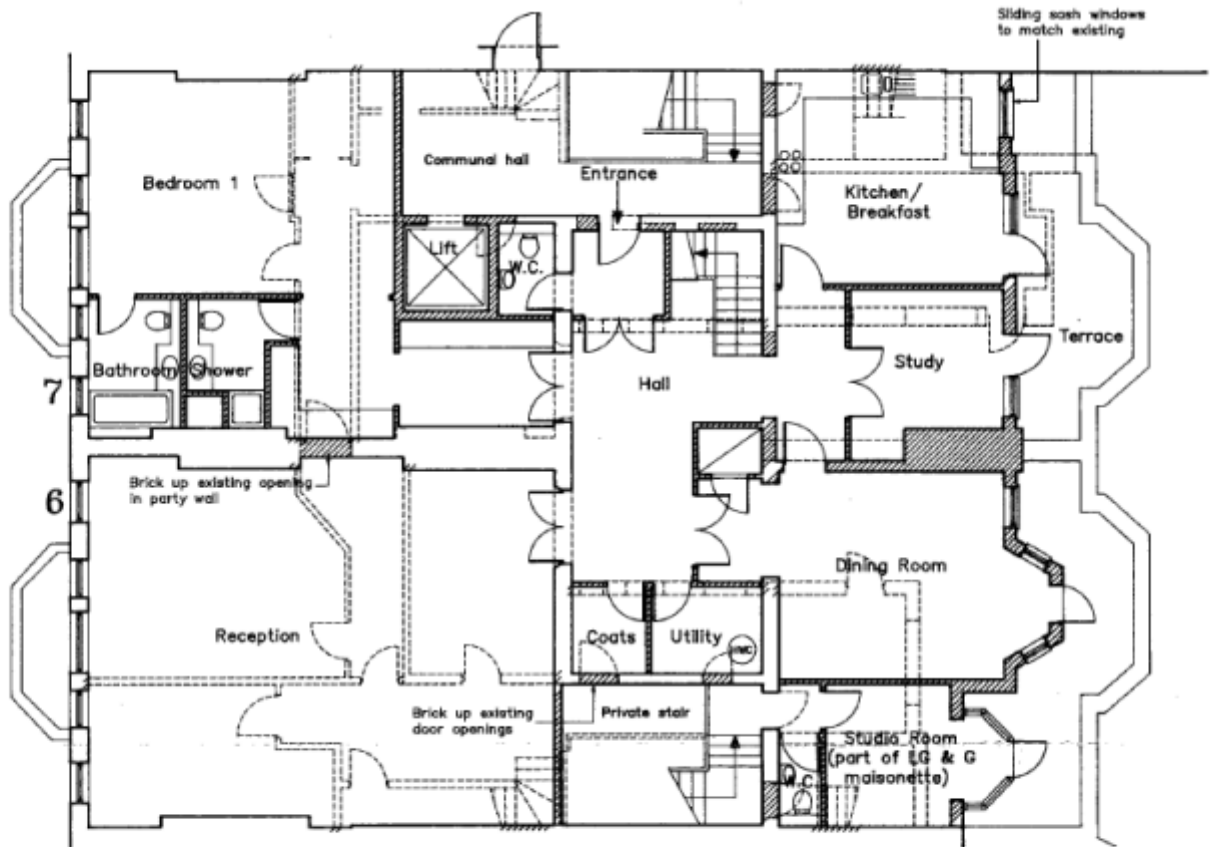 Sliding sash windows
to match existing
Communal hall
Entrance
Bedroom 1
Kitchen/
Breakfast
Lift
W.C.
Terrace
Bathroom
Shower
Study
Hall
7
Brick up existing opening
in party wall
6
Dining Room
Reception
Coats
Utility
HWC
Brick up existing
door openings
Private stair
Studio Room
(part of LG & G
maisonette)
W.C